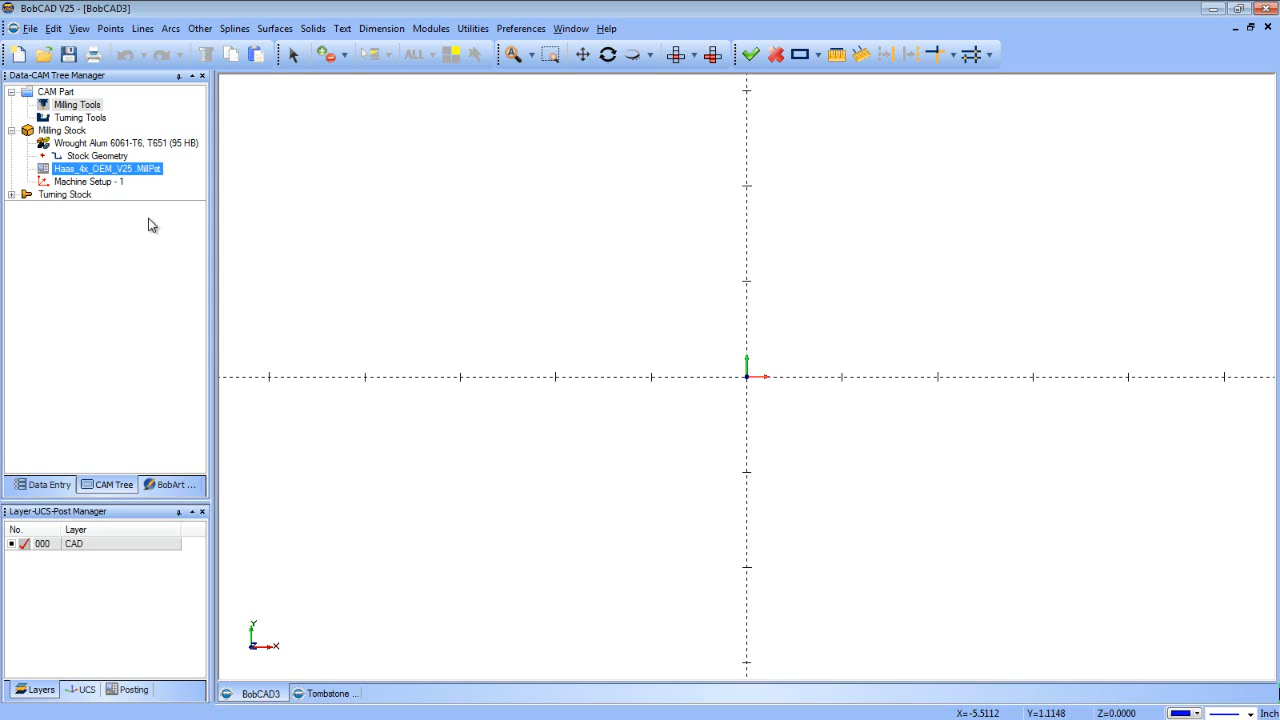 BobCAD V25 - [BobCAD3]
File Edit View Points Lines Arcs Other Splines Surfaces Solids Text Dimension Modules Utilities Preferences Window Help
ALL
Data-CAM Tree Manager
CAM Part
Milling Tools
Turning Tools
Milling Stock
Wrought Alum 6061-T6, T651 (95 HB)
Stock Geometry
Haas_4x_OEM_V25 .MillPst
Machine Setup - 1
Turning Stock
Data Entry CAM Tree BobArt ...
Layer-UCS-Post Manager
No. Layer
000 CAD
Y
X
Z
Layers UCS Posting
BobCAD3 Tombstone ...
X=-5.5112 Y=1.1148 Z=0.0000 Inch